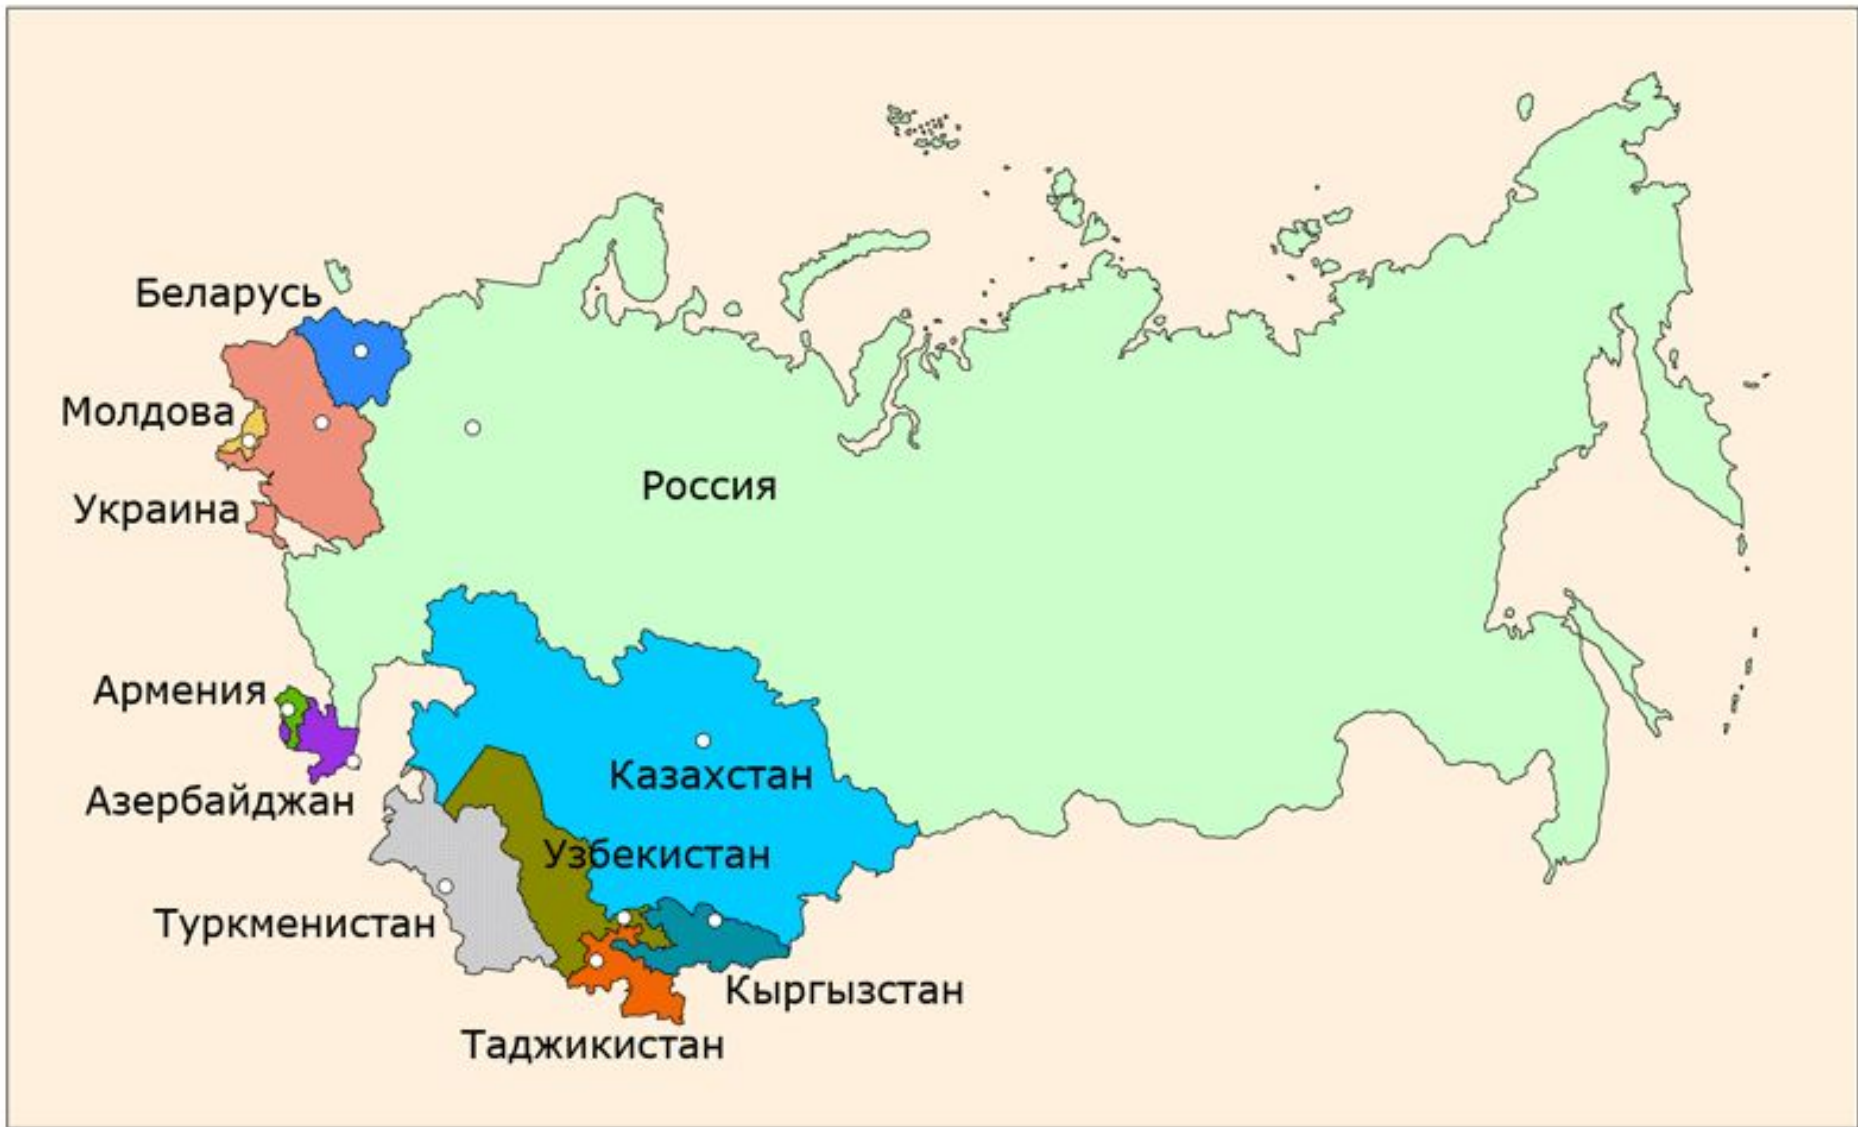 Беларусь
Молдова
Россия
Украина
Армения
Казахстан
Азербайджан
Узбекистан
Туркменистан
Кыргызстан
Таджикистан